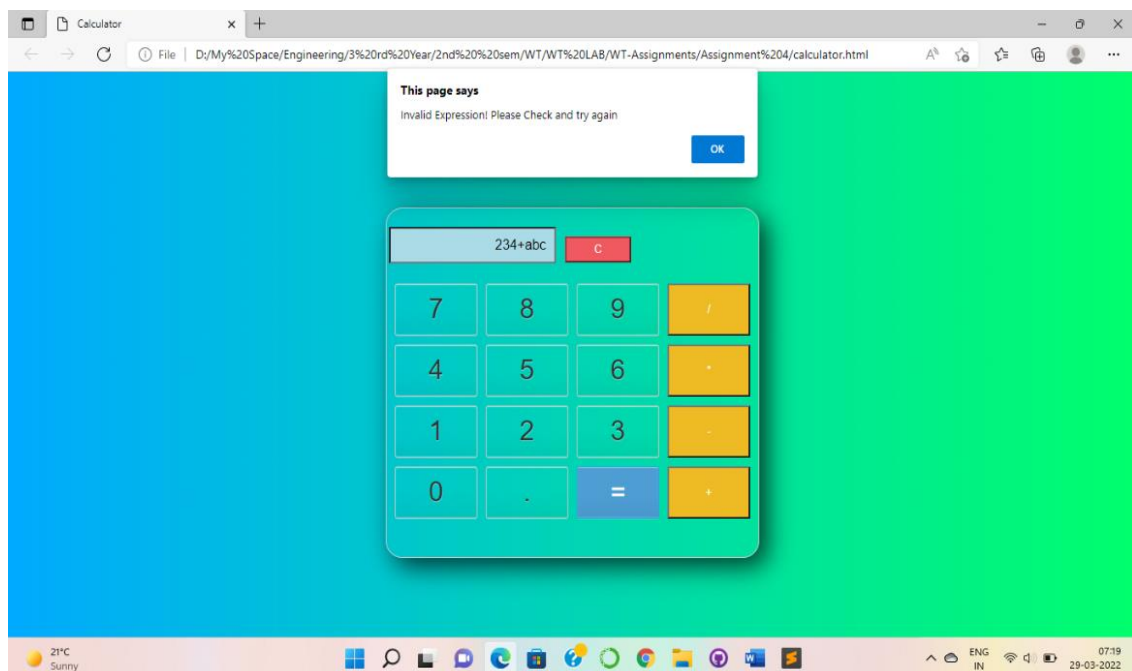 Calculator
File D:/My%20Space/Engineering/3%20rd%20Year/2nd%20%20sem/WT/WT%20LAB/WT-Assignments/Assignment%204/calculator.html
This page says
Invalid Expression! Please Check and try again
OK
234+abc C
7 8 9 /
4 5 6 *
1 2 3 -
0 . = +
21°C
Sunny
ENG
IN
07:19
29-03-2022